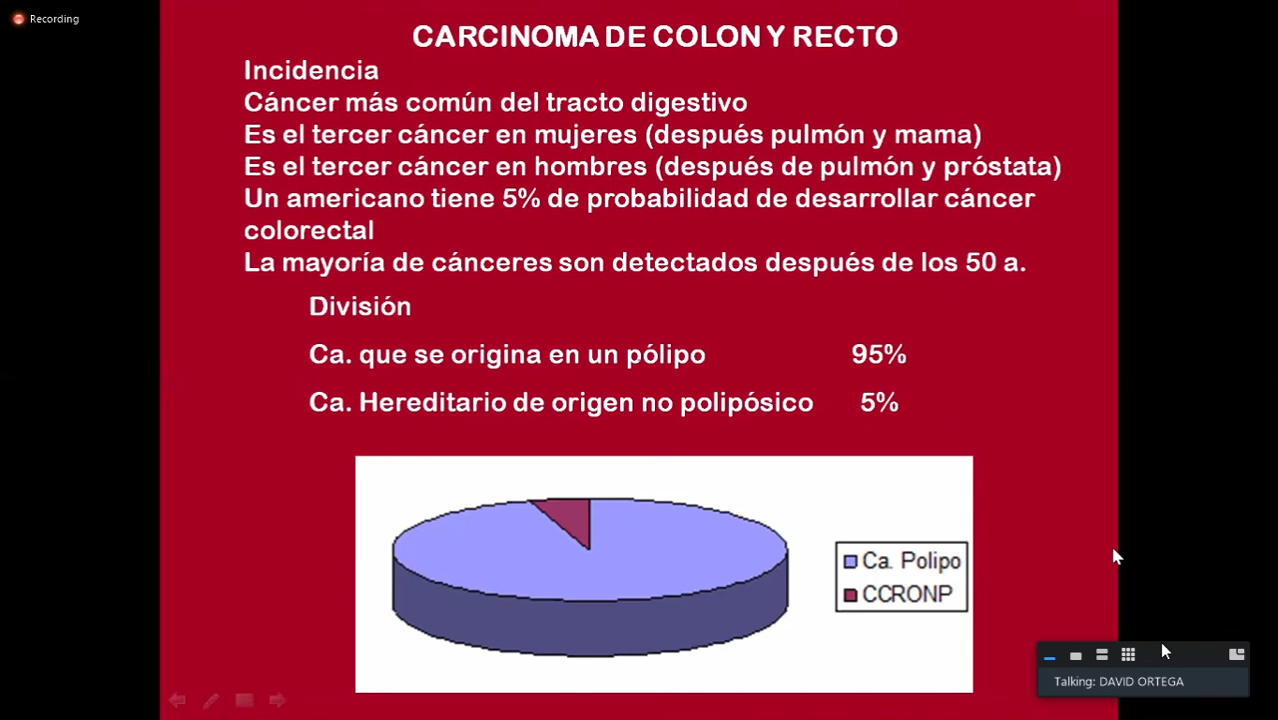 Recording
CARCINOMA DE COLON Y RECTO
Incidencia
Cáncer más común del tracto digestivo
Es el tercer cáncer en mujeres (después pulmón y mama)
Es el tercer cáncer en hombres (después de pulmón y próstata)
Un americano tiene 5% de probabilidad de desarrollar cáncer
colorectal
La mayoría de cánceres son detectados después de los 50 a.
División
Ca. que se origina en un pólipo 95%
Ca. Hereditario de origen no polipósico 5%
Ca. Polipo
CCRONP
Talking: DAVID ORTEGA